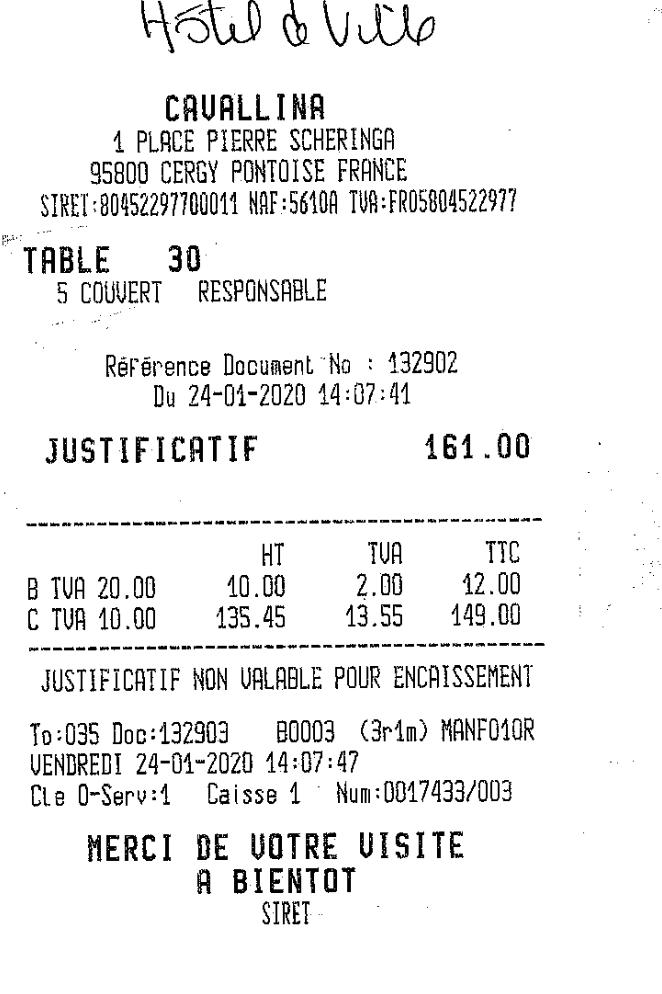 Hôtel de Ville
CAVALLINA
1 PLACE PIERRE SCHERINGA
95800 CERGY PONTOISE FRANCE
SIRET:80452297700011 NAF:5610A TVA:FR05804522977
TABLE 30
5 COUVERT RESPONSABLE
Référence Document No : 132902
Du 24-01-2020 14:07:41
JUSTIFICATIF 161.00
HT TVA TTC
B TVA 20.00 10.00 2.00 12.00
C TVA 10.00 135.45 13.55 149.00
JUSTIFICATIF NON VALABLE POUR ENCAISSEMENT
To:035 Doc:132903 B0003 (3r1m) MANF010R
VENDREDI 24-01-2020 14:07:47
Cle 0-Serv:1 Caisse 1 Num:0017433/003
MERCI DE VOTRE VISITE
A BIENTOT
SIRET